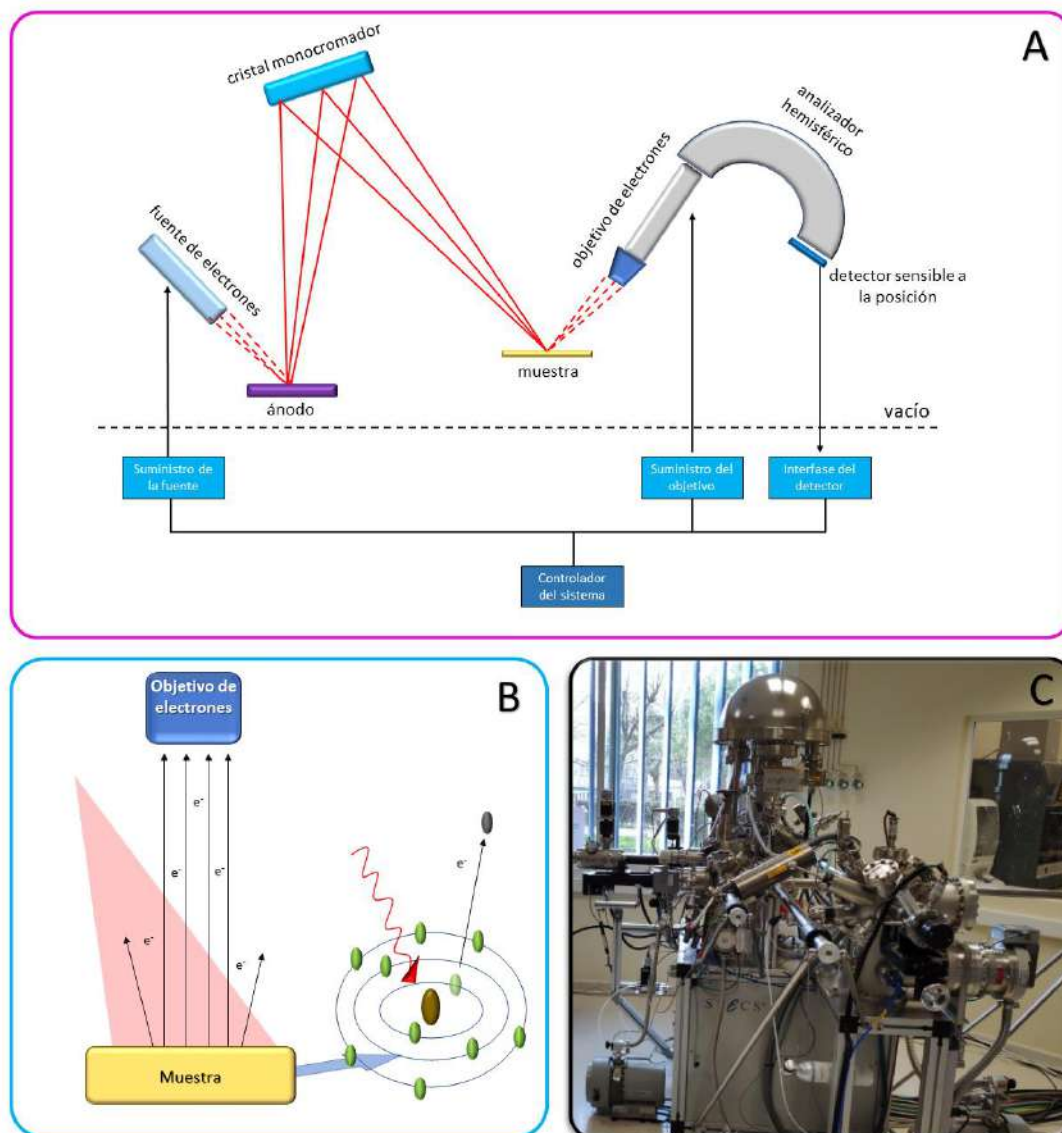 A
cristal monocromador
analizador
hemisférico
objetivo de electrones
fuente de electrones
detector sensible a
la posición
muestra
ánodo
vacío
Suministro de
la fuente
Suministro del
objetivo
Interfase del
detector
Controlador
del sistema
B
Objetivo de
electrones
e-
e-
e-
e-
e-
e-
Muestra
C
S P E C S